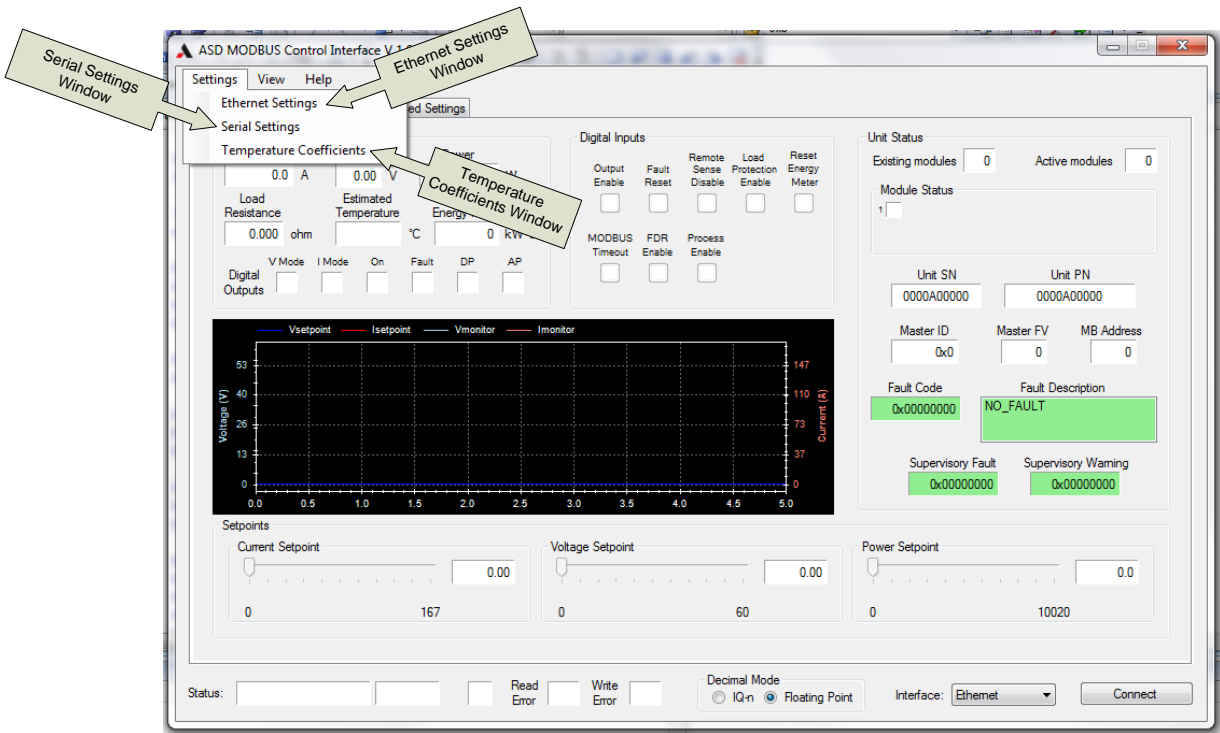 ASD MODBUS Control Interface V 1
Serial Settings
Window
Ethernet Settings
Window
Settings View Help
Ethernet Settings
Serial Settings
Temperature Coefficients
ed Settings
Temperature
Coefficients Window
0.0 A
0.00 V
Load
Resistance
0.000 ohm
Estimated
Temperature
°C
0
Digital
Outputs
V Mode I Mode On Fault DP AP
Digital Inputs
Output
Enable
Fault
Reset
Remote
Sense
Disable
Load
Protection
Enable
Reset
Energy
Meter
MODBUS
Timeout
FDR
Enable
Process
Enable
Unit Status
Existing modules 0 Active modules 0
Module Status
1
Unit SN Unit PN
0000A00000 0000A00000
Master ID Master FV MB Address
0x0 0 0
Fault Code Fault Description
0x00000000 NO_FAULT
Supervisory Fault Supervisory Warning
0x00000000 0x00000000
Vsetpoint Isetpoint Vmonitor Imonitor
Voltage (V)
53
40
26
13
0
147
110
73
37
0
Current (A)
0.0 0.5 1.0 1.5 2.0 2.5 3.0 3.5 4.0 4.5 5.0
Setpoints
Current Setpoint
0.00
0 167
Voltage Setpoint
0.00
0 60
Power Setpoint
0.0
0 10020
Status:
Read
Error
Write
Error
Decimal Mode
IQ-n Floating Point
Interface: Ethernet
Connect